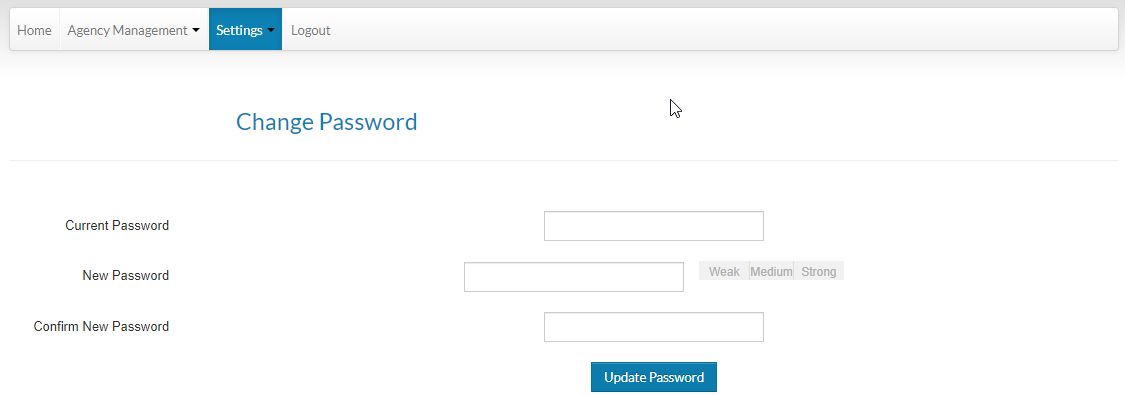 Home Agency Management Settings Logout
Change Password
Current Password
New Password Weak Medium Strong
Confirm New Password
Update Password